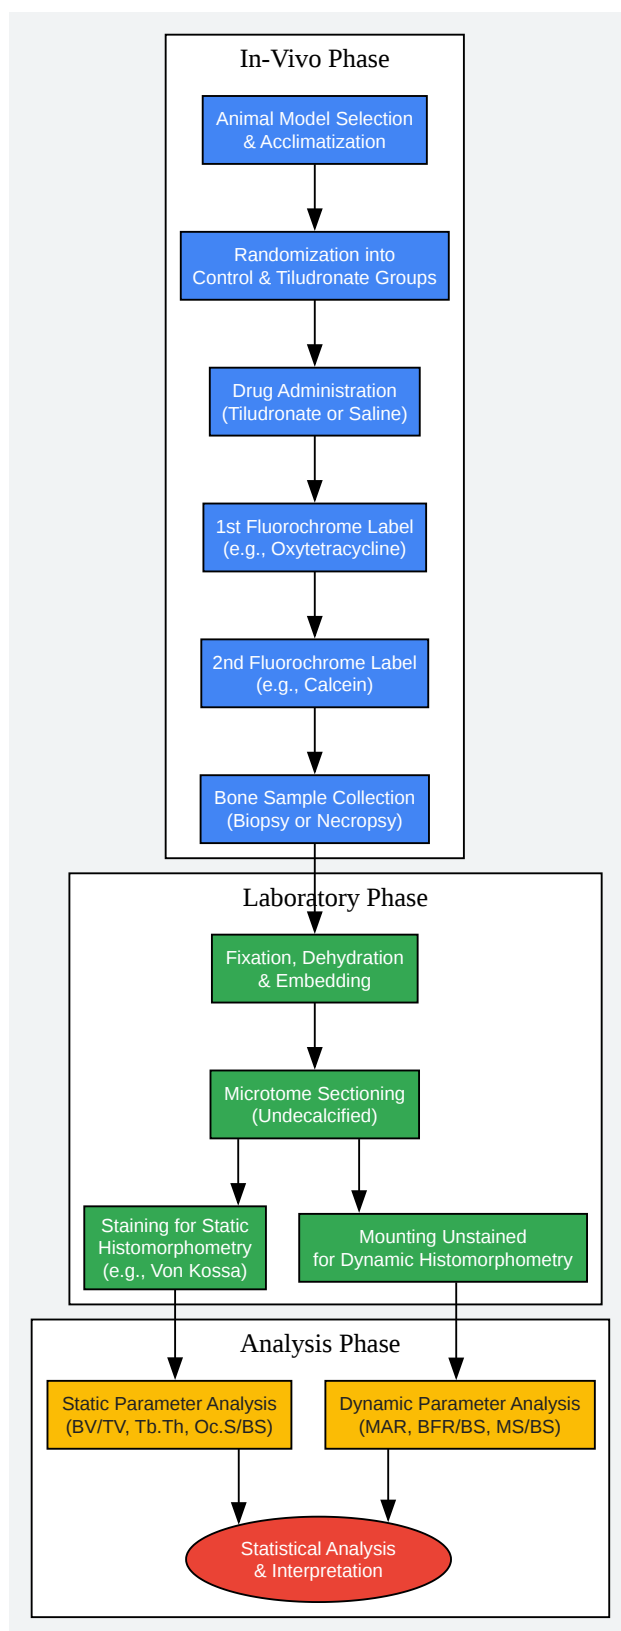 In-Vivo Phase
Animal Model Selection
& Acclimatization
Randomization into
Control & Tiludronate Groups
Drug Administration
(Tiludronate or Saline)
1st Fluorochrome Label
(e.g., Oxytetracycline)
2nd Fluorochrome Label
(e.g., Calcein)
Bone Sample Collection
(Biopsy or Necropsy)
Laboratory Phase
Fixation, Dehydration
& Embedding
Microtome Sectioning
(Undecalcified)
Staining for Static
Histomorphometry
(e.g., Von Kossa)
Mounting Unstained
for Dynamic Histomorphometry
Analysis Phase
Static Parameter Analysis
(BV/TV, Tb.Th, Oc.S/BS)
Dynamic Parameter Analysis
(MAR, BFR/BS, MS/BS)
Statistical Analysis
& Interpretation